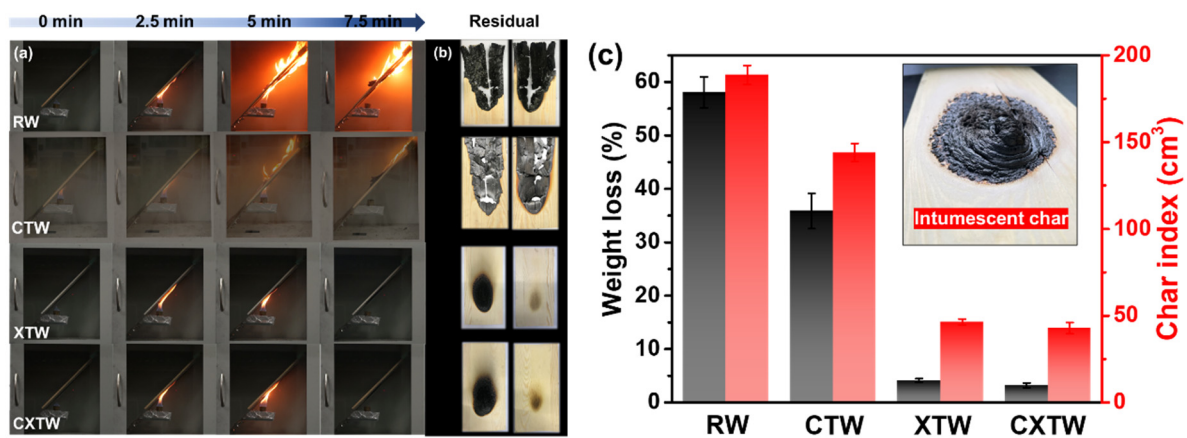 0 min 2.5 min 5 min 7.5 min Residual
(a)
RW
CTW
XTW
CXTW
(b)
(c)
Weight loss (%)
60
50
40
30
20
10
0
Intumescent char
200
150
100
50
0
Char index (cm³)
RW CTW XTW CXTW